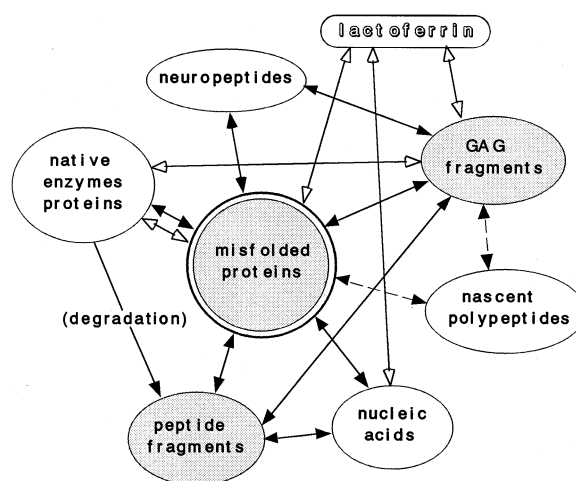 lactoferrin
neuropeptides
GAG
fragments
native
enzymes
proteins
misfolded
proteins
nascent
polypeptides
(degradation)
peptide
fragments
nucleic
acids